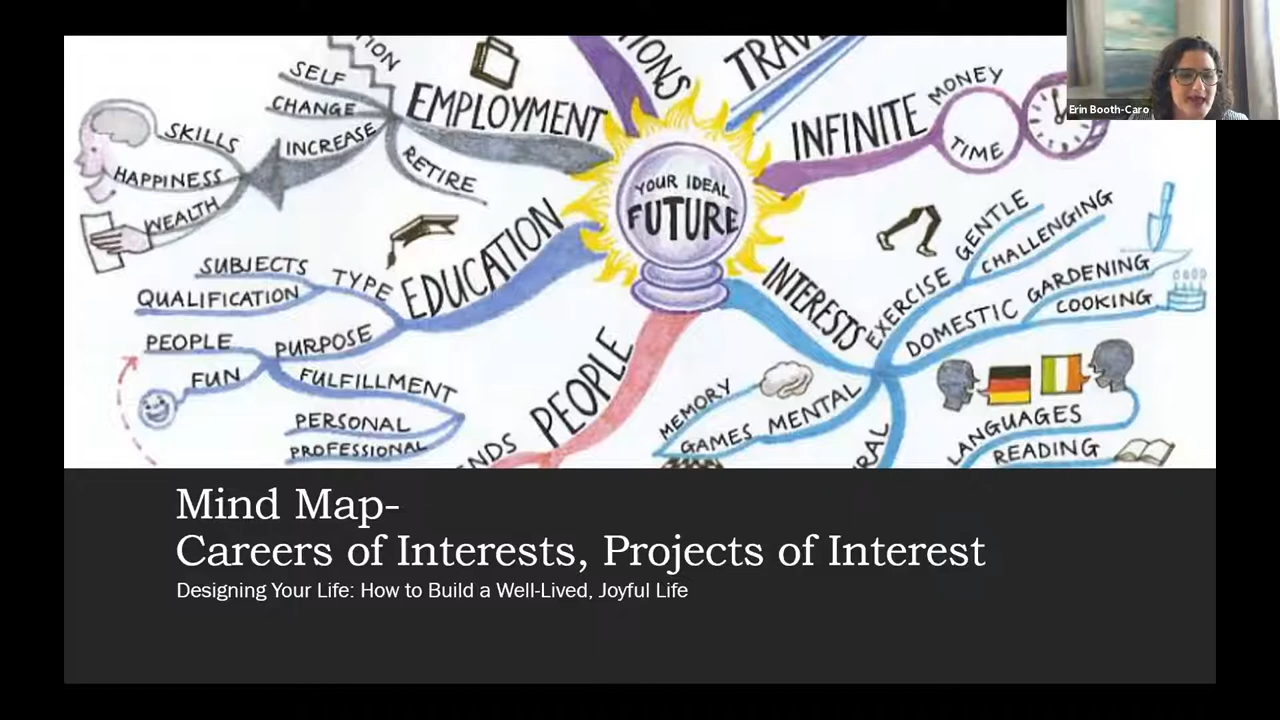 Erin Booth-Caro
EMPLOYMENT
SELF
CHANGE
INCREASE
RETIRE
SKILLS
HAPPINESS
WEALTH
INFINITE
MONEY
TIME
YOUR IDEAL
FUTURE
EDUCATION
TYPE
SUBJECTS
QUALIFICATION
PURPOSE
PEOPLE
FUN
FULFILLMENT
PERSONAL
PROFESSIONAL
PEOPLE
INTERESTS
EXERCISE
GENTLE
CHALLENGING
DOMESTIC
GARDENING
COOKING
MENTAL
MEMORY
GAMES
LANGUAGES
READING
Mind Map-
Careers of Interests, Projects of Interest
Designing Your Life: How to Build a Well-Lived, Joyful Life